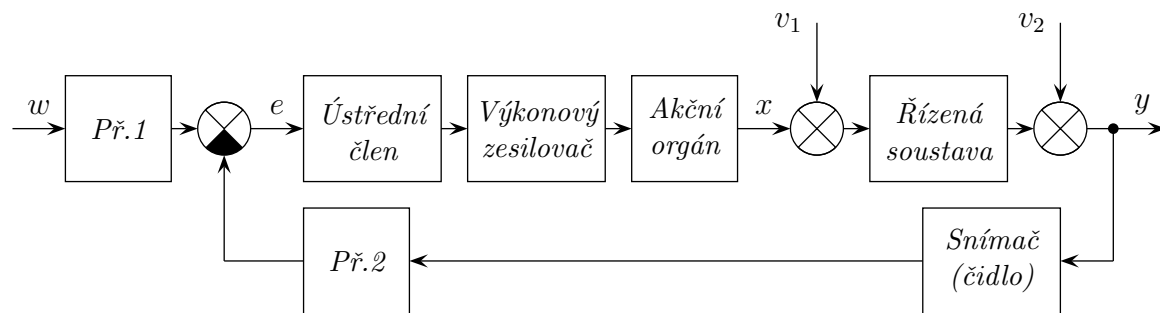 v1
v2
w
Př.1
e
Ústřední
člen
Výkonový
zesilovač
Akční
orgán
x
Řízená
soustava
y
Př.2
Snímač
(čidlo)